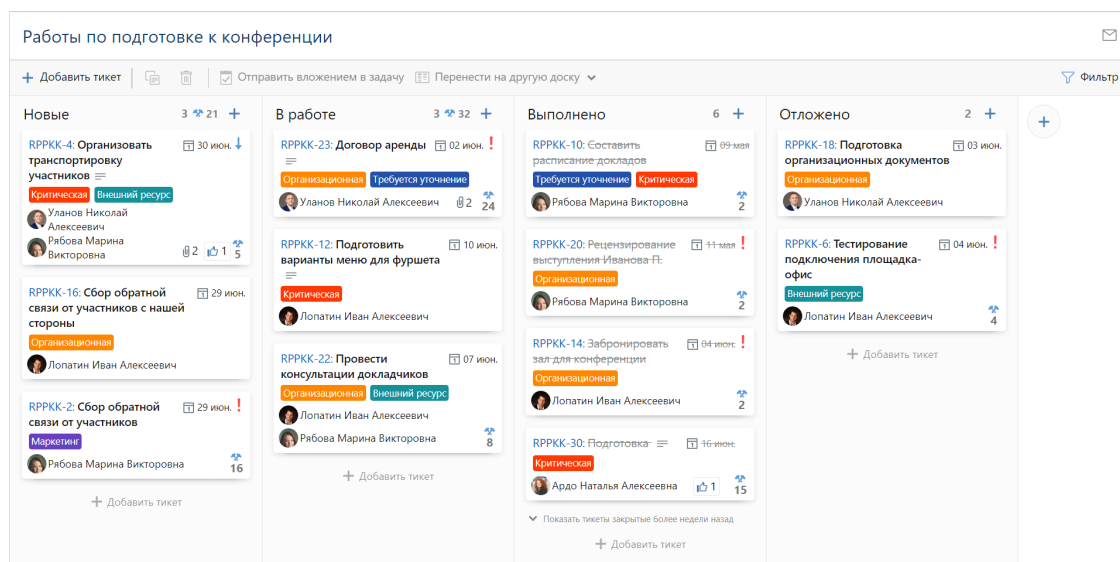 Работы по подготовке к конференции
Добавить тикет
Отправить вложением в задачу
Перенести на другую доску
Фильтр
Новые 3 21
RPPKK-4: Организовать 30 июн.
транспортировку
участников
Критическая Внешний ресурс
Уланов Николай
Алексеевич
Рябова Марина
Викторовна 2 1 5
RPPKK-16: Сбор обратной 29 июн.
связи от участников с нашей
стороны
Организационная
Лопатин Иван Алексеевич
RPPKK-2: Сбор обратной 29 июн.
связи от участников
Маркетинг
Рябова Марина Викторовна 16
Добавить тикет
В работе 3 32
RPPKK-23: Договор аренды 02 июн.
Организационная Требуется уточнение
Уланов Николай Алексеевич 2 24
RPPKK-12: Подготовить 10 июн.
варианты меню для фуршета
Критическая
Лопатин Иван Алексеевич
RPPKK-22: Провести 07 июн.
консультации докладчиков
Организационная Внешний ресурс
Лопатин Иван Алексеевич
Рябова Марина Викторовна 8
Добавить тикет
Выполнено 6
RPPKK-10: Составить 09 мая
расписание докладов
Требуется уточнение Критическая
Рябова Марина Викторовна 2
RPPKK-20: Рецензирование 11 мая
выступления Иванова П.
Организационная
Рябова Марина Викторовна 2
RPPKK-14: Забронировать 04 июн.
зал для конференции
Организационная
Лопатин Иван Алексеевич 2
RPPKK-30: Подготовка 16 июн.
Критическая
Ардо Наталья Алексеевна 1 15
Показать тикеты закрытые более недели назад
Добавить тикет
Отложено 2
RPPKK-18: Подготовка 03 июн.
организационных документов
Организационная
Уланов Николай Алексеевич
RPPKK-6: Тестирование 04 июн.
подключения площадка-
офис
Внешний ресурс
Лопатин Иван Алексеевич 4
Добавить тикет